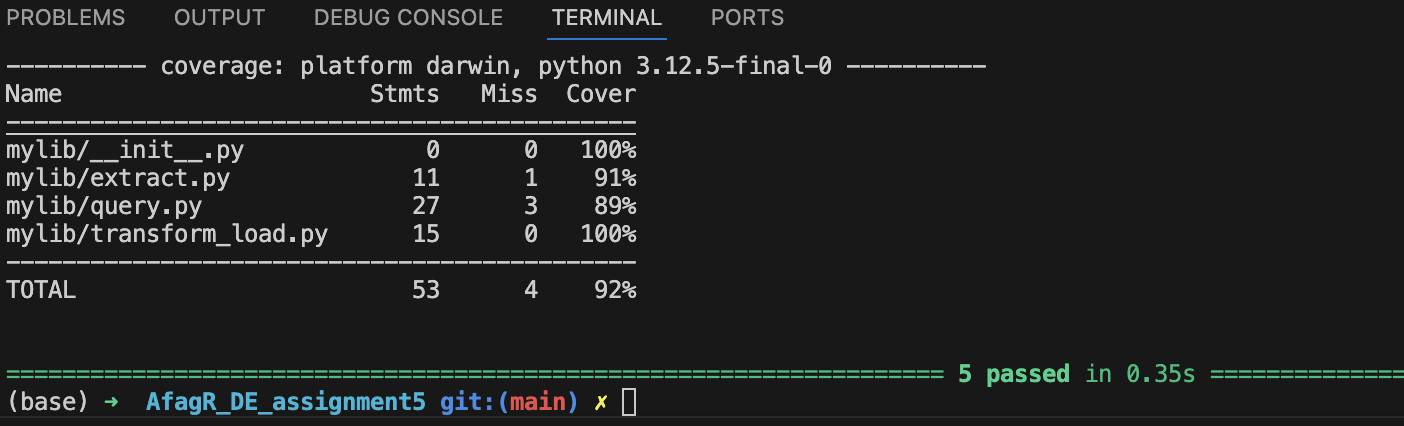 PROBLEMS OUTPUT DEBUG CONSOLE TERMINAL PORTS
---------- coverage: platform darwin, python 3.12.5-final-0 ----------
Name                      Stmts   Miss  Cover
---------------------------------------------
mylib/__init__.py             0      0   100%
mylib/extract.py             11      1    91%
mylib/query.py               27      3    89%
mylib/transform_load.py      15      0   100%
---------------------------------------------
TOTAL                        53      4    92%
=================================================================== 5 passed in 0.35s ==============
(base) ➜  AfagR_DE_assignment5 git:(main) ✗